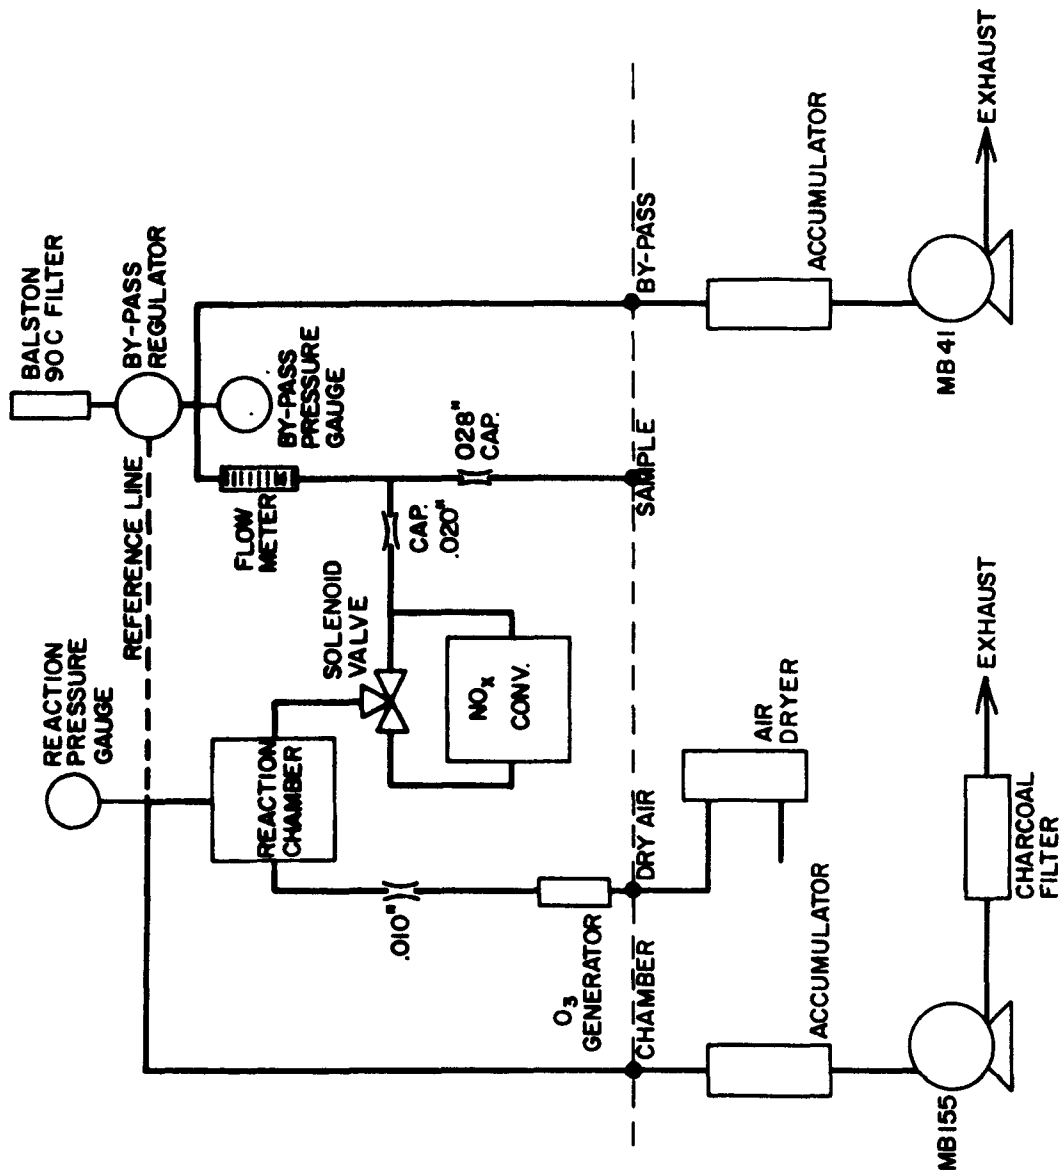 BALSTON
90C FILTER
BY-PASS
REGULATOR
BY-PASS
PRESSURE
GAUGE
REFERENCE LINE
REACTION
PRESSURE
GAUGE
FLOW
METER
.028"
CAP.
CAP.
.020"
SOLENOID
VALVE
NOX
CONV.
REACTION
CHAMBER
.010"
O3
GENERATOR
CHAMBER
DRY AIR
SAMPLE
BY-PASS
AIR
DRYER
ACCUMULATOR
ACCUMULATOR
MB155
MB41
CHARCOAL
FILTER
EXHAUST
EXHAUST